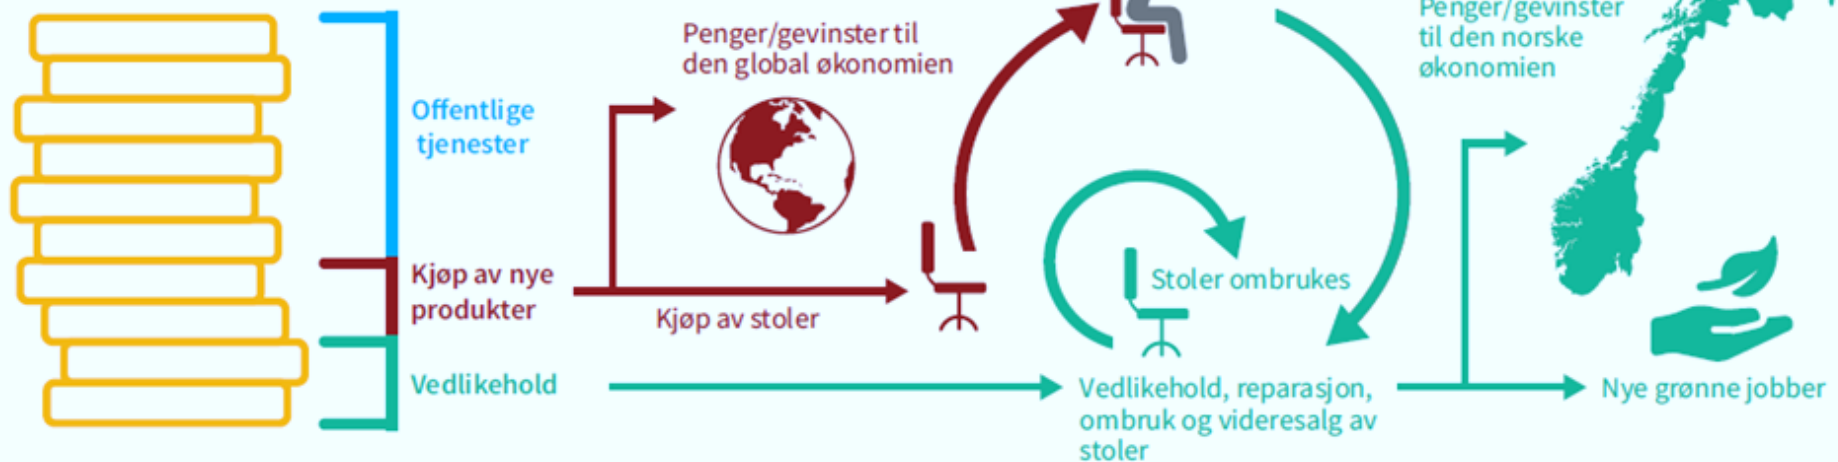 Penger/gevinster til
den global økonomien
Penger/gevinster
til den norske
økonomien
Offentlige
tjenester
Kjøp av nye
produkter
Kjøp av stoler
Stoler ombrukes
Vedlikehold
Vedlikehold, reparasjon,
ombruk og videresalg av
stoler
Nye grønne jobber